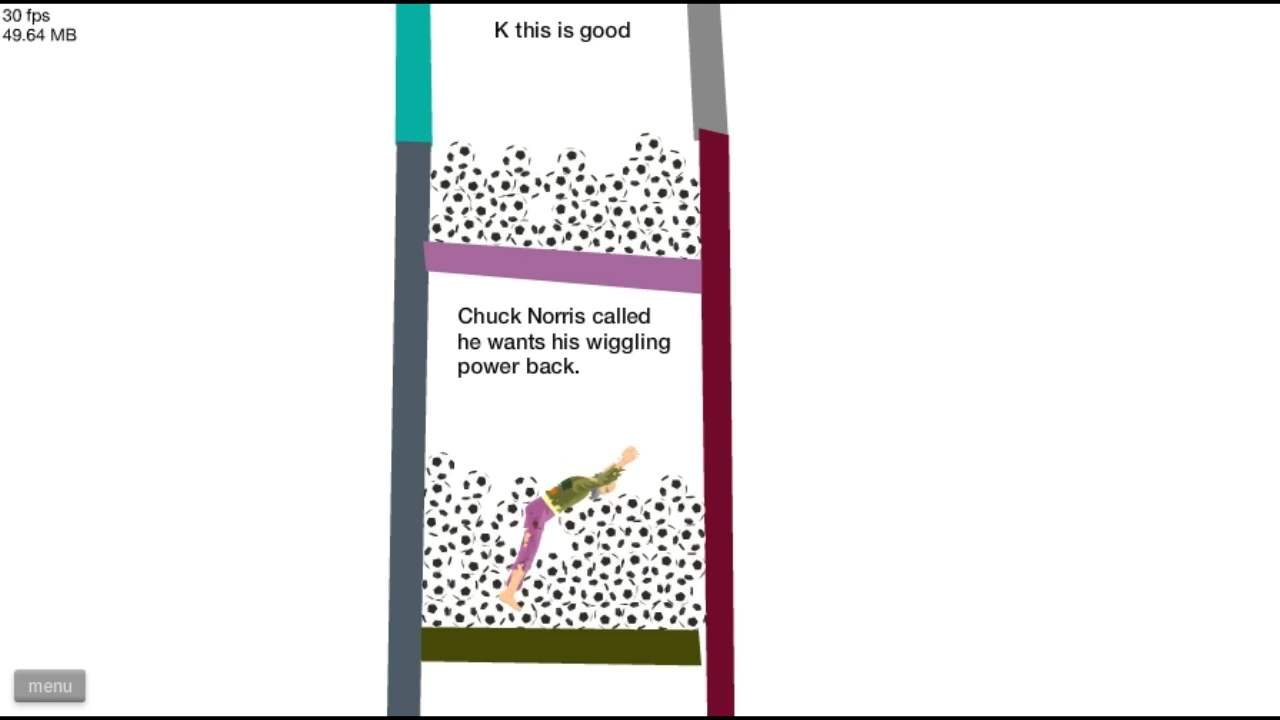 30 fps
49.64 MB
K this is good
Chuck Norris called
he wants his wiggling
power back.
menu